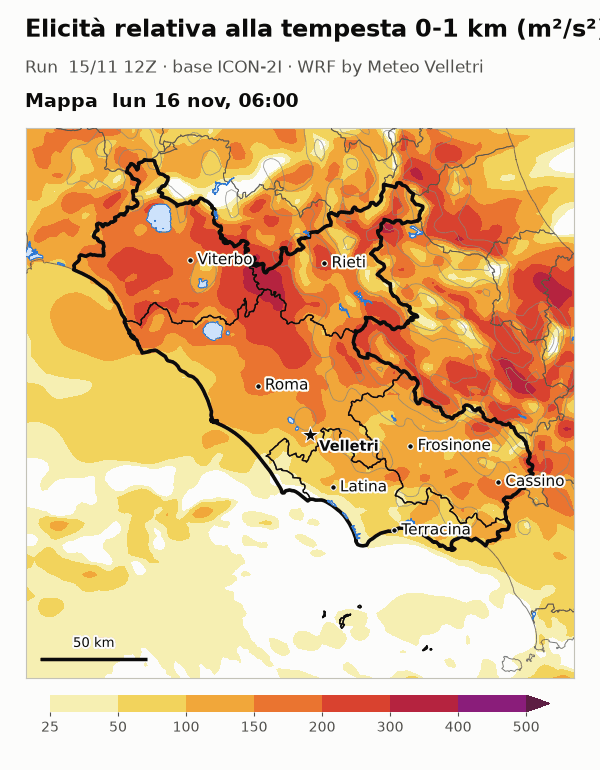 Elicità relativa alla tempesta 0-1 km (m²/s²)
Run 15/11 12Z · base ICON-2I · WRF by Meteo Velletri
Mappa lun 16 nov, 06:00
Viterbo
Rieti
Roma
Velletri
Frosinone
Cassino
Latina
Terracina
50 km
25 50 100 150 200 300 400 500